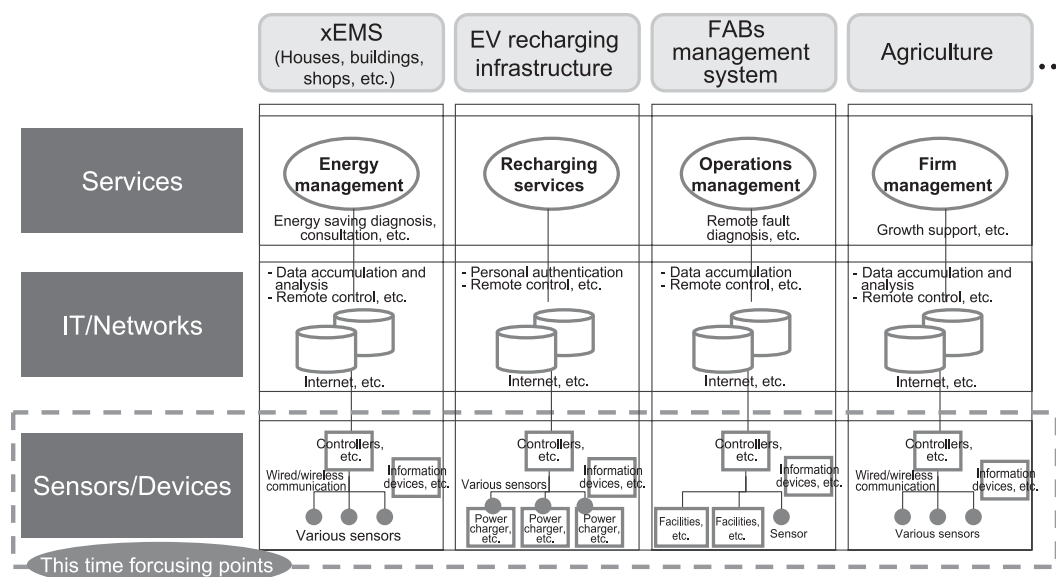 xEMS
(Houses, buildings,
shops, etc.)
EV recharging
infrastructure
FABs
management
system
Agriculture
..
Services
Energy
management
Energy saving diagnosis,
consultation, etc.
Recharging
services
Operations
management
Remote fault
diagnosis, etc.
Firm
management
Growth support, etc.
IT/Networks
- Data accumulation and
analysis
- Remote control, etc.
Internet, etc.
- Personal authentication
- Remote control, etc.
Internet, etc.
- Data accumulation
- Remote control, etc.
Internet, etc.
- Data accumulation and
analysis
- Remote control, etc.
Internet, etc.
Sensors/Devices
Controllers,
etc.
Wired/wireless
communication
Information
devices, etc.
Various sensors
Controllers,
etc.
Information
devices, etc.
Various sensors
Power
charger,
etc.
Power
charger,
etc.
Power
charger,
etc.
Controllers,
etc.
Information
devices, etc.
Facilities,
etc.
Facilities,
etc.
Sensor
Controllers,
etc.
Wired/wireless
communication
Information
devices, etc.
Various sensors
This time forcusing points